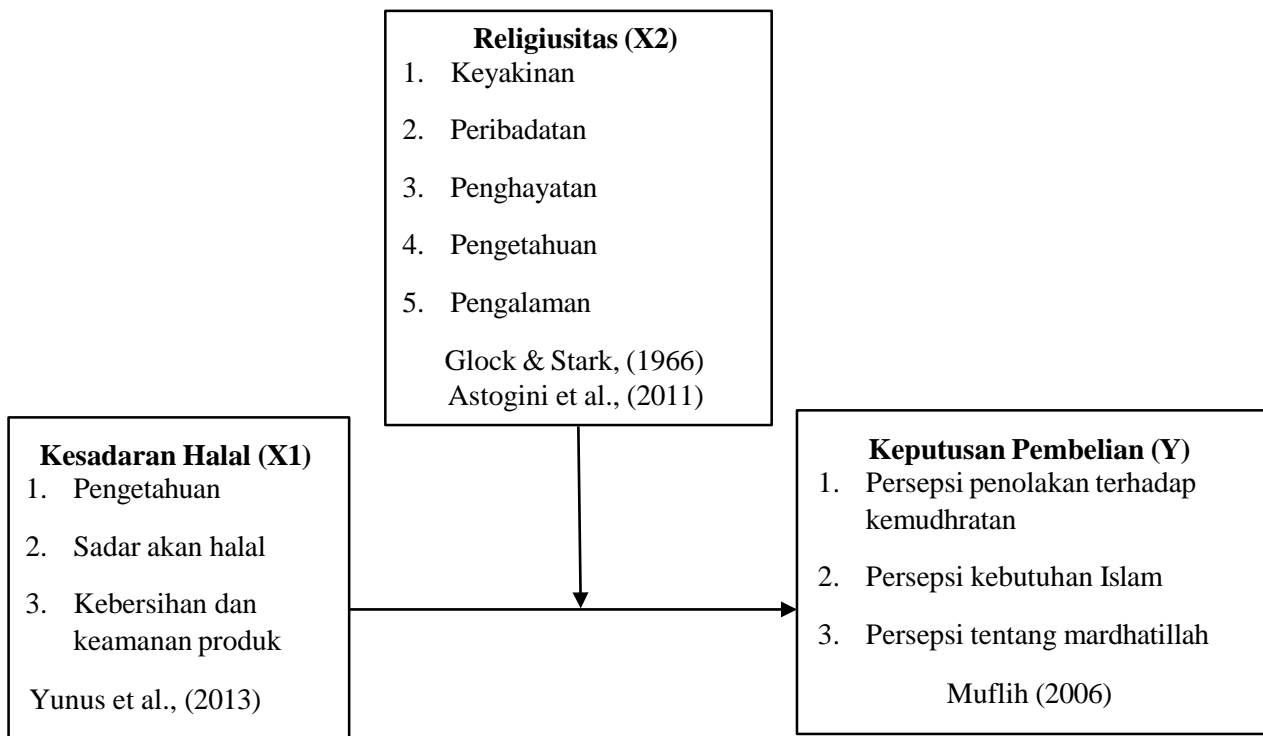 Religiusitas (X2)
1. Keyakinan
2. Peribadatan
3. Penghayatan
4. Pengetahuan
5. Pengalaman
Glock & Stark, (1966)
Astogini et al., (2011)
Kesadaran Halal (X1)
1. Pengetahuan
2. Sadar akan halal
3. Kebersihan dan
keamanan produk
Yunus et al., (2013)
Keputusan Pembelian (Y)
1. Persepsi penolakan terhadap
kemudhratan
2. Persepsi kebutuhan Islam
3. Persepsi tentang mardhatillah
Muflih (2006)